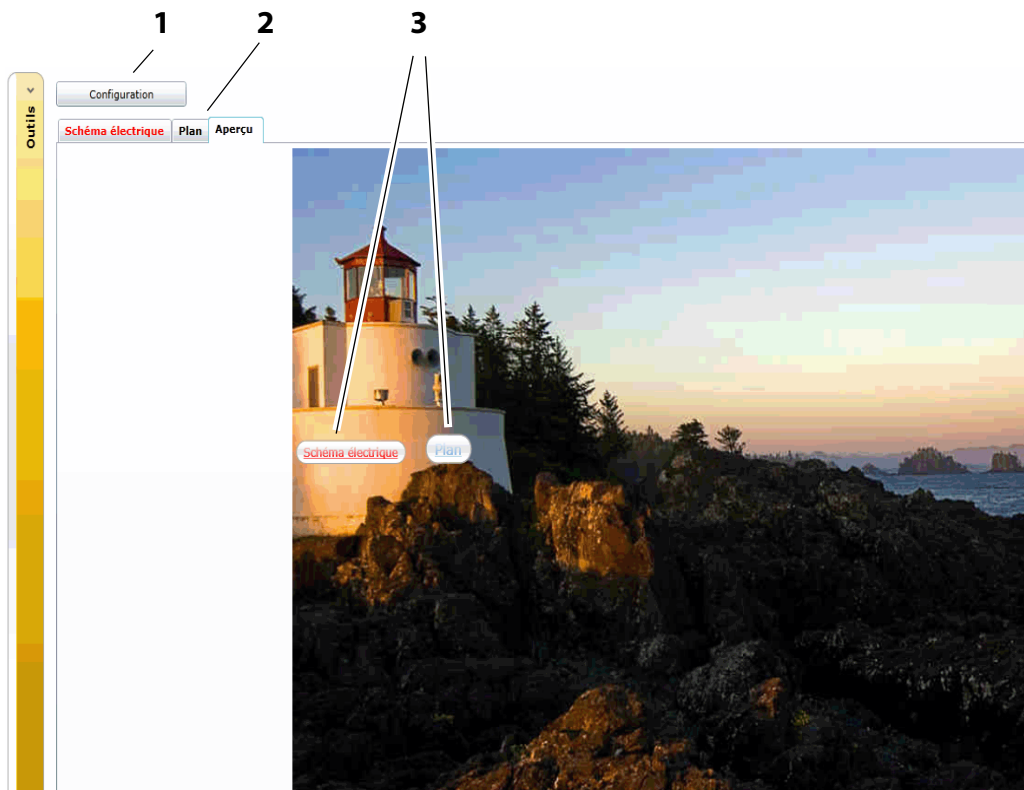 1
2
3
Configuration
Outils
Schéma électrique
Plan
Aperçu
Schéma électrique
Plan